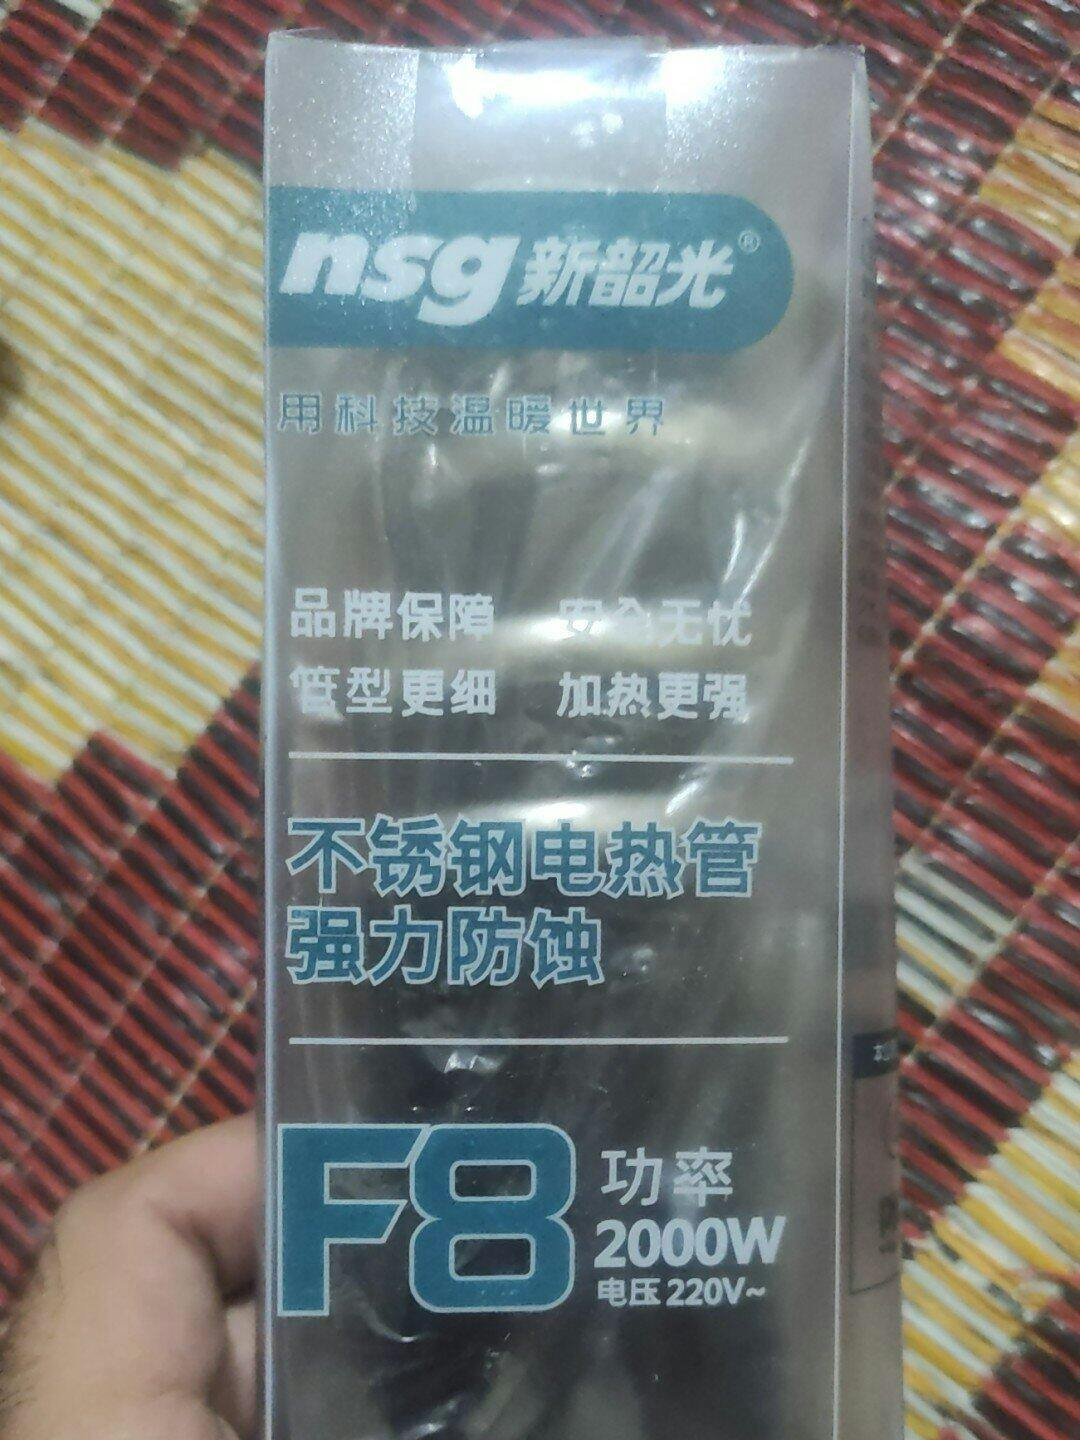 nsg 新韶光®
用科技温暖世界
品牌保障 安全无忧
管型更细 加热更强
不锈钢电热管
强力防蚀
F8 功率
2000W
电压 220V~